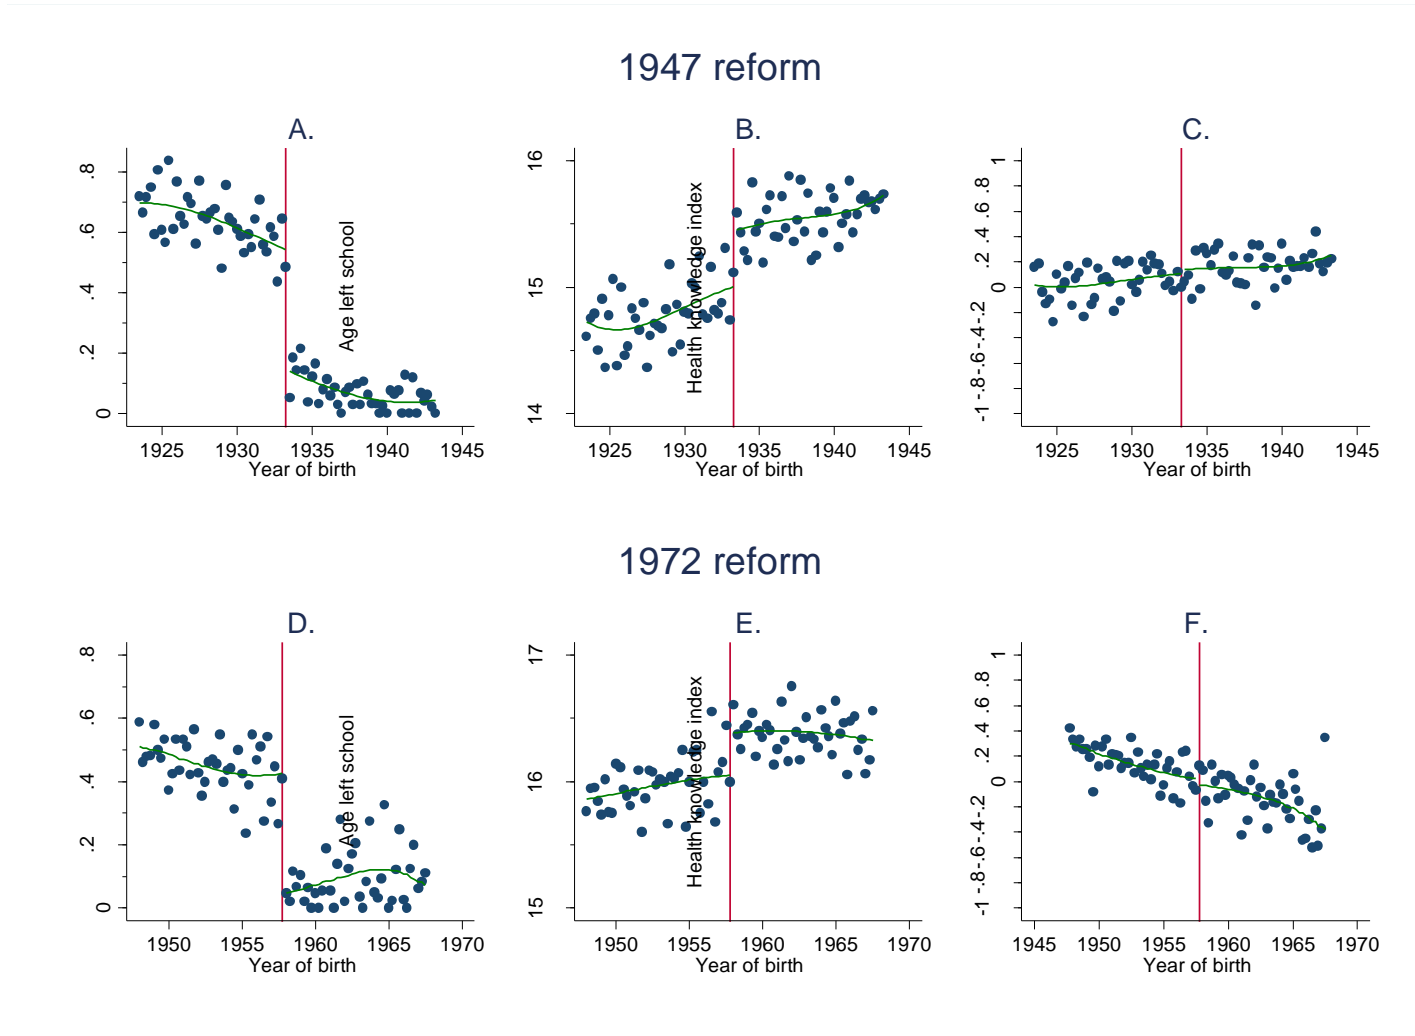 1947 reform
A.
B.
C.
.8
.6
.4
.2
0
1925 1930 1935 1940 1945
Year of birth
Age left school
16
15
14
1925 1930 1935 1940 1945
Year of birth
Health knowledge index
1
.8
.6
.4
.2
0
-.2
-.4
-.6
-.8
-1
1925 1930 1935 1940 1945
Year of birth
1972 reform
D.
E.
F.
.8
.6
.4
.2
0
1950 1955 1960 1965 1970
Year of birth
Age left school
17
16
15
1950 1955 1960 1965 1970
Year of birth
Health knowledge index
1
.8
.6
.4
.2
0
-.2
-.4
-.6
-.8
-1
1945 1950 1955 1960 1965 1970
Year of birth